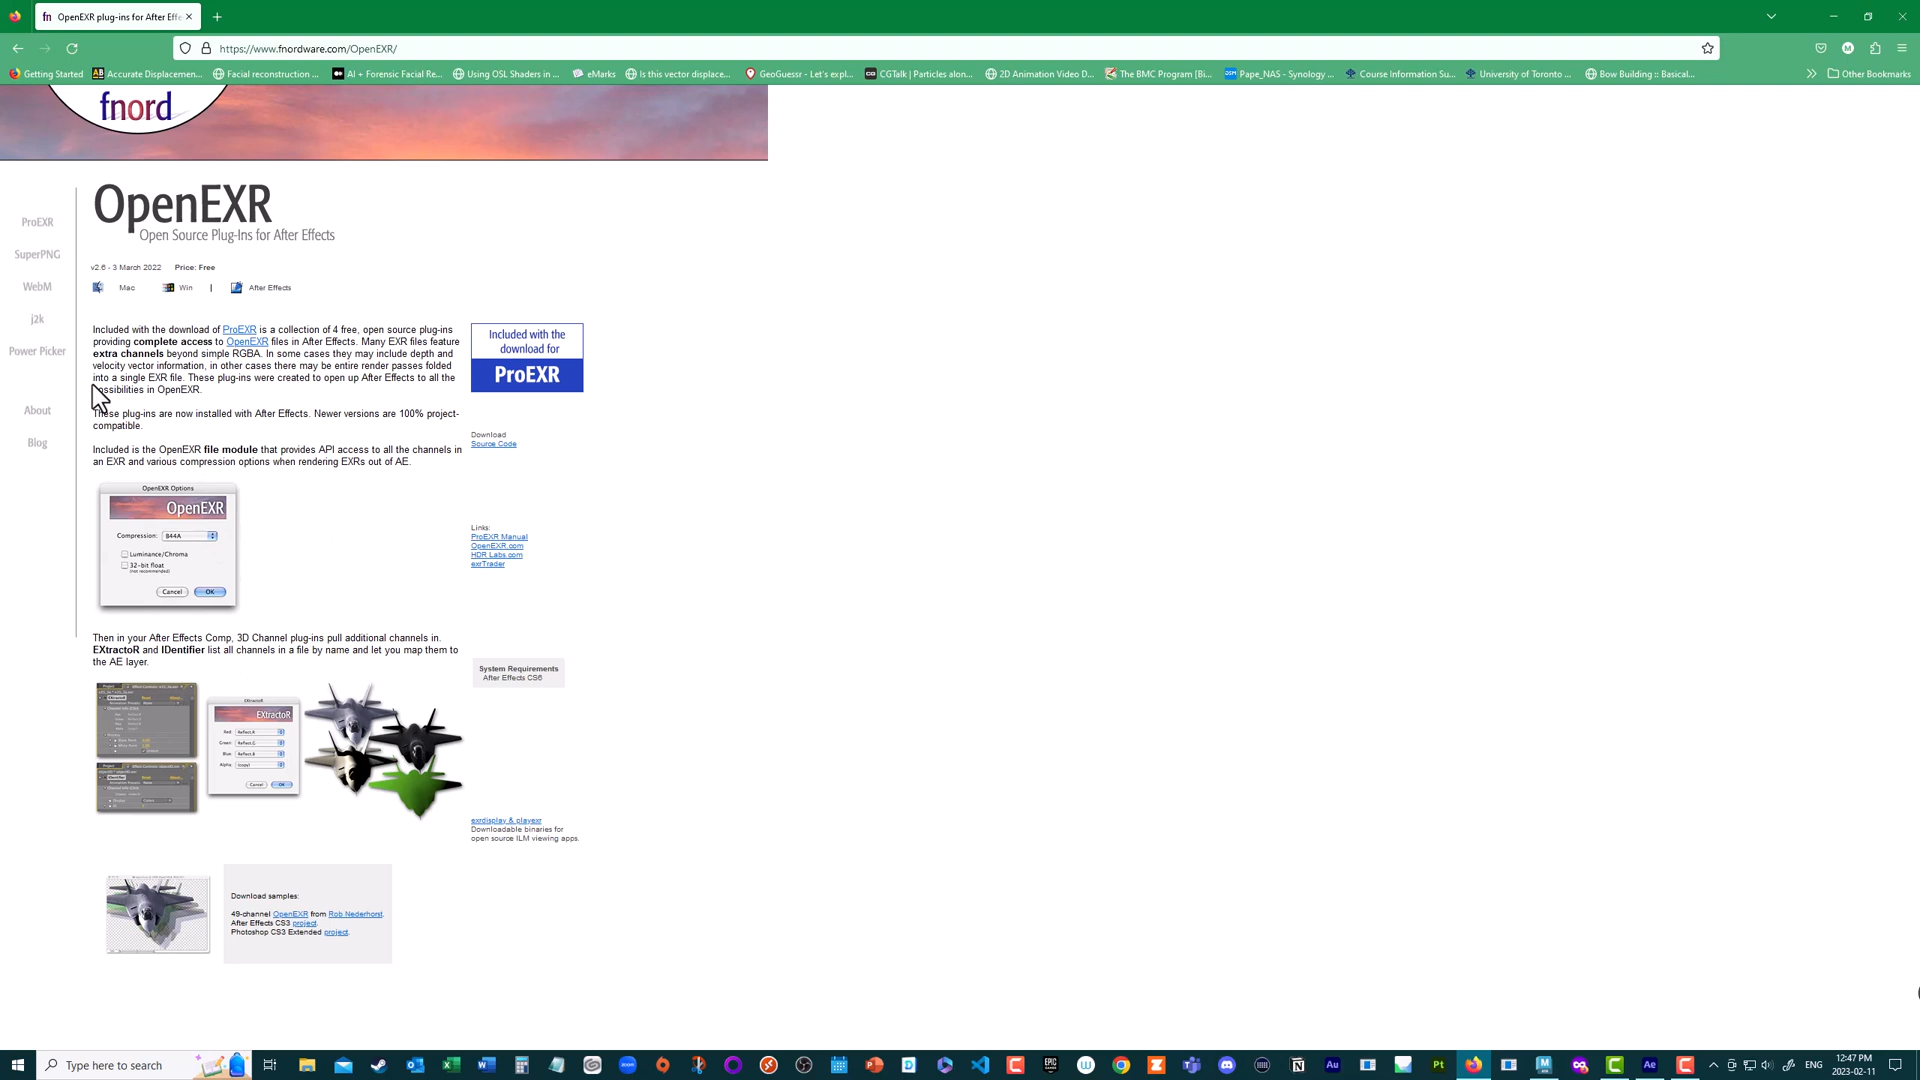 fn OpenEXR plug-ins for After Effe
https://www.fnordware.com/OpenEXR/
Getting Started
Accurate Displacemen...
Facial reconstruction ...
AI + Forensic Facial Re...
Using OSL Shaders in ...
eMarks
Is this vector displace...
GeoGuessr - Let's expl...
CGTalk | Particles alon...
2D Animation Video D...
The BMC Program [Bi...
Pape_NAS - Synology ...
Course Information Su...
University of Toronto ...
Bow Building :: Basical...
Other Bookmarks
fnord
OpenEXR
Open Source Plug-Ins for After Effects
ProEXR
SuperPNG
WebM
j2k
Power Picker
About
Blog
v2.6 - 3 March 2022 Price: Free
Mac Win | After Effects
Included with the download of ProEXR is a collection of 4 free, open source plug-ins
providing complete access to OpenEXR files in After Effects. Many EXR files feature
extra channels beyond simple RGBA. In some cases they may include depth and
velocity vector information, in other cases there may be entire render passes folded
into a single EXR file. These plug-ins were created to open up After Effects to all the
possibilities in OpenEXR.
These plug-ins are now installed with After Effects. Newer versions are 100% project-
compatible.
Included is the OpenEXR file module that provides API access to all the channels in
an EXR and various compression options when rendering EXRs out of AE.
Included with the
download for
ProEXR
Download
Source Code
OpenEXR Options
OpenEXR
Compression: B44A
Luminance/Chroma
32-bit float
(not recommended)
Cancel OK
Links:
ProEXR Manual
OpenEXR.com
HDR Labs.com
exrTrader
Then in your After Effects Comp, 3D Channel plug-ins pull additional channels in.
EXtractoR and IDentifier list all channels in a file by name and let you map them to
the AE layer.
System Requirements
After Effects CS6
EXtractoR
EXtractoR
Red: Reflect.R
Green: Reflect.G
Blue: Reflect.B
Alpha: (copy)
Cancel OK
exrdisplay & playexr
Downloadable binaries for
open source ILM viewing apps.
Download samples:
49-channel OpenEXR from Rob Nederhorst.
After Effects CS3 project.
Photoshop CS3 Extended project.
Type here to search
ENG
12:47 PM
2023-02-11